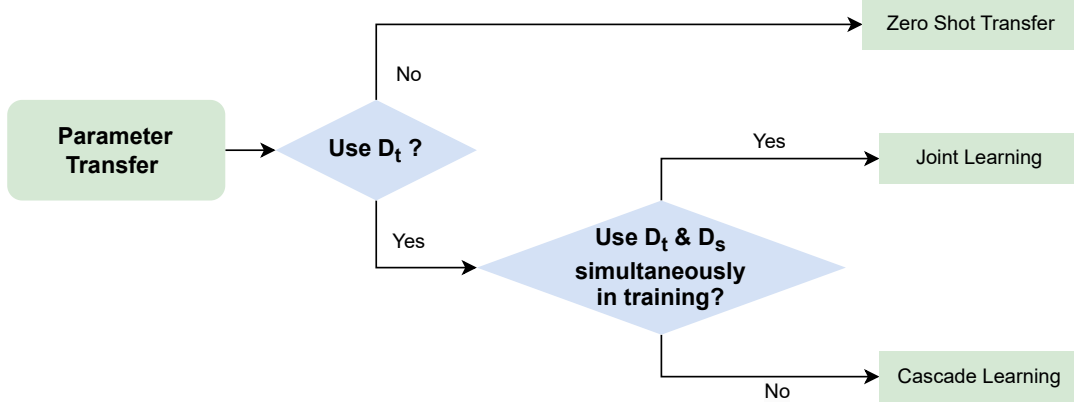 Zero Shot Transfer
No
Parameter
Transfer
Use Dₜ ?
Yes
Joint Learning
Yes
Use Dₜ & Dₛ
simultaneously
in training?
No
Cascade Learning